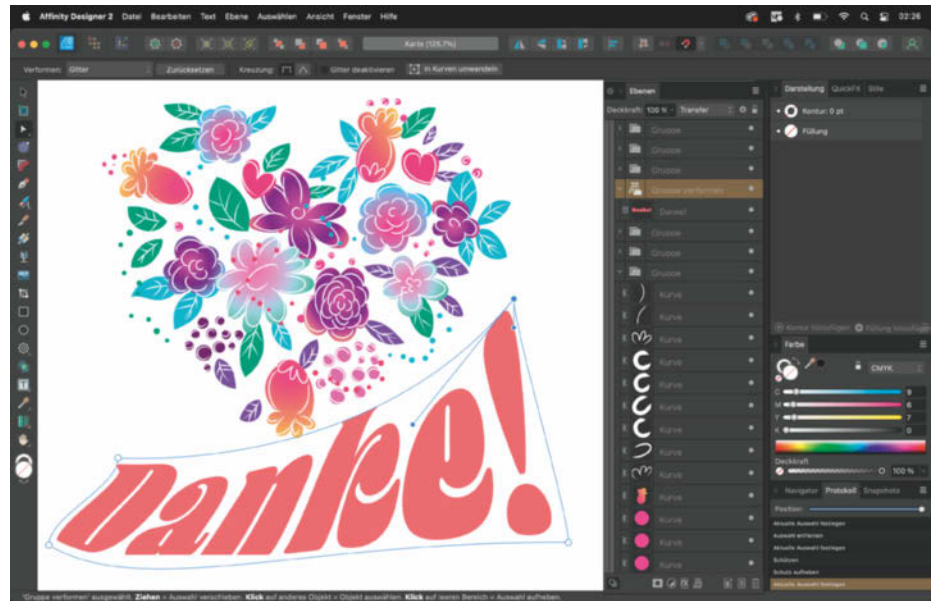 Affinity Designer 2 Datei Bearbeiten Text Ebene Auswählen Ansicht Fenster Hilfe 02:26
Karte (125.7%)
Verformen: Gitter Zurücksetzen Kreuzung: Gitter deaktivieren In Kurven umwandeln
Ebenen
Deckkraft: 100 % Transfer
Gruppe
Gruppe
Gruppe
Gruppe verformen
Danke!
Gruppe
Gruppe
Gruppe
Kurve
Kurve
Kurve
Kurve
Kurve
Kurve
Kurve
Kurve
Kurve
Kurve
Kurve
Kurve
Kurve
Darstellung QuickFX Stile
Kontur: 0 pt
Füllung
Kontur hinzufügen Füllung hinzufügen
Farbe
CMYK
C 9
M 6
Y 7
K 0
Deckkraft
100 %
Navigator Protokoll Snapshots
Position:
Aktuelle Auswahl festlegen
Auswahl entfernen
Aktuelle Auswahl festlegen
Schützen
Schutz aufheben
Aktuelle Auswahl festlegen
Danke!
'Gruppe verformen' ausgewählt. Ziehen = Auswahl verschieben. Klick auf anderes Objekt = Objekt auswählen. Klick auf leeren Bereich = Auswahl aufheben.